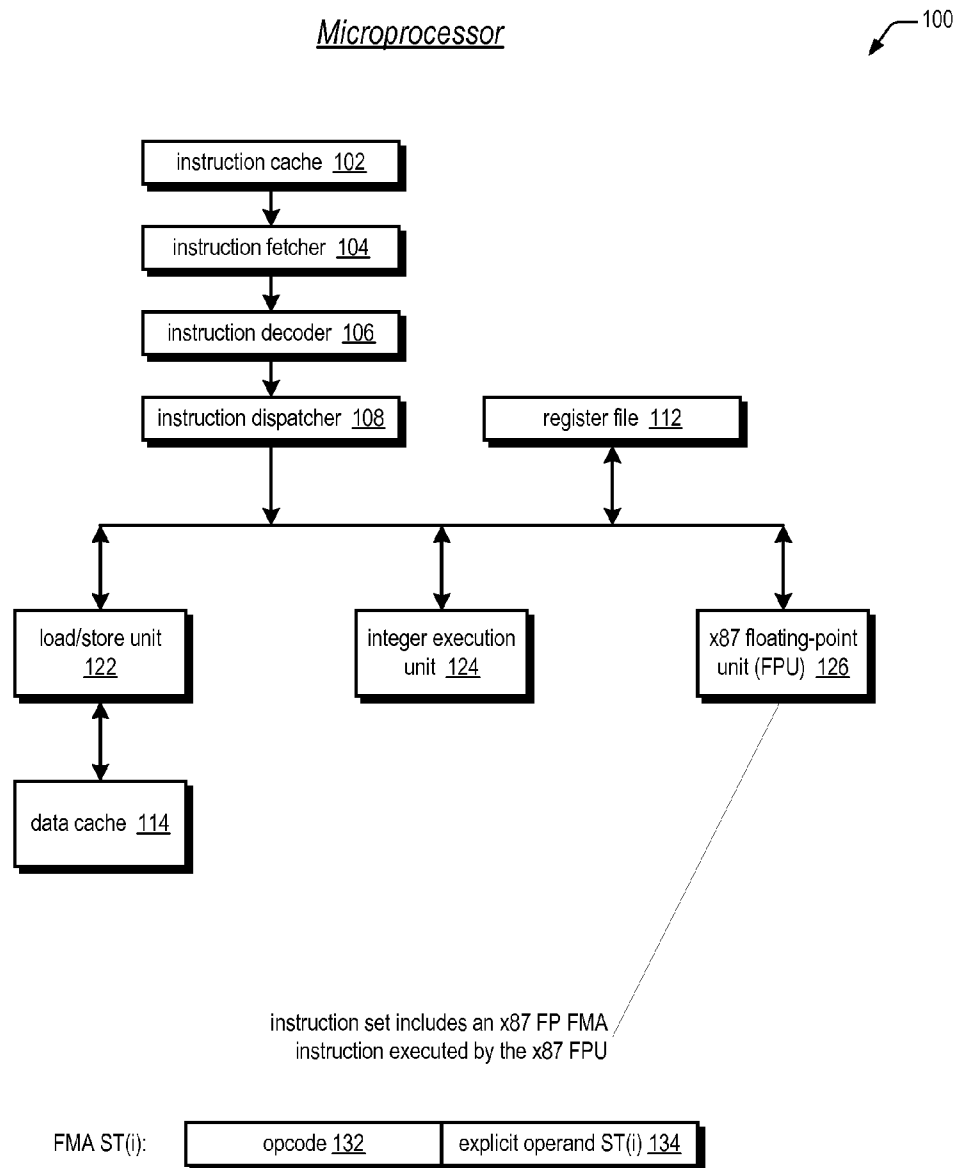 Microprocessor
100
instruction cache 102
instruction fetcher 104
instruction decoder 106
instruction dispatcher 108
register file 112
load/store unit
122
integer execution
unit 124
x87 floating-point
unit (FPU) 126
data cache 114
instruction set includes an x87 FP FMA
instruction executed by the x87 FPU
FMA ST(i):
opcode 132
explicit operand ST(i) 134